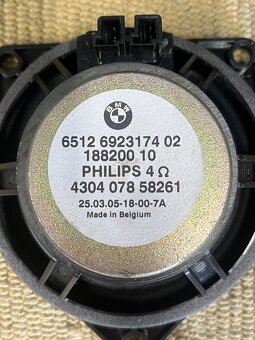 BMW
6512 6923174 02
188200 10
PHILIPS 4 Ω
4304 078 58261
25.03.05-18-00-7A
Made in Belgium